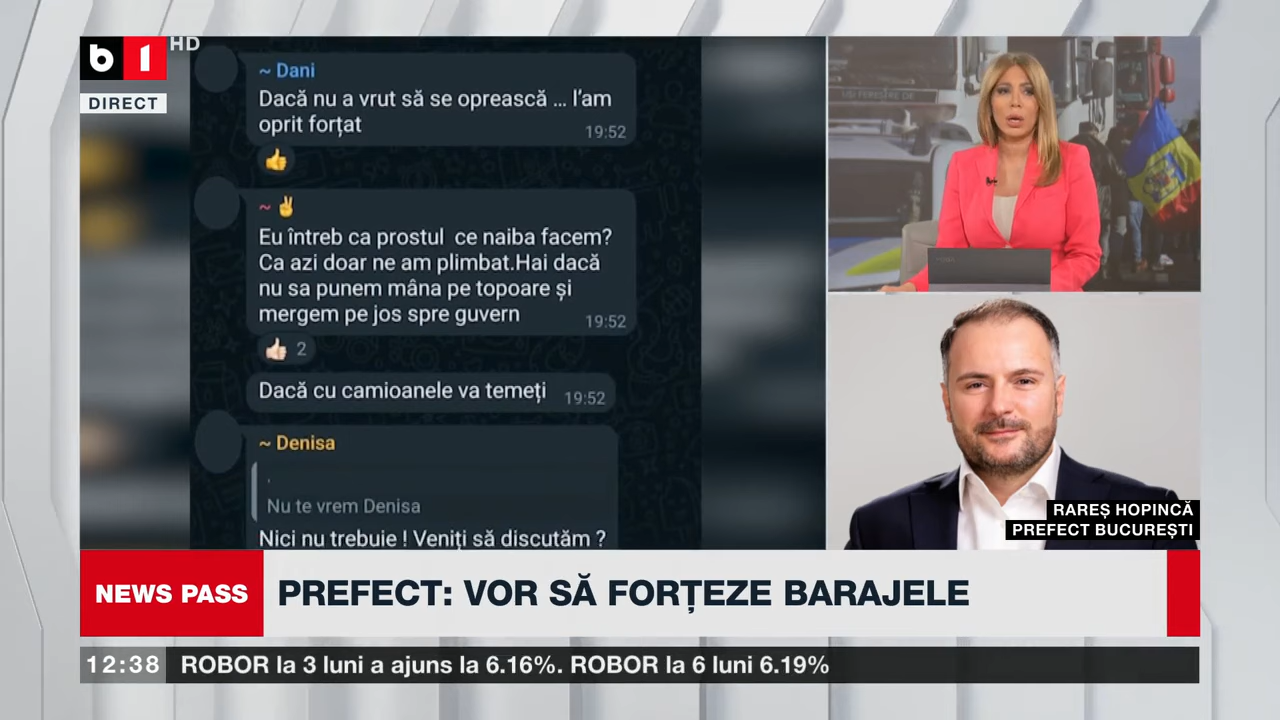 b1
HD
DIRECT
~ Dani
Dacă nu a vrut să se oprească ... l'am
oprit forțat
19:52
👍
~ ✌️
Eu întreb ca prostul  ce naiba facem?
Ca azi doar ne am plimbat.Hai dacă
nu sa punem mâna pe topoare și
mergem pe jos spre guvern
19:52
👍🏻 2
Dacă cu camioanele va temeți
19:52
~ Denisa
.
Nu te vrem Denisa
Nici nu trebuie ! Veniți să discutăm ?
RAREȘ HOPINCĂ
PREFECT BUCUREȘTI
NEWS PASS
PREFECT: VOR SĂ FORȚEZE BARAJELE
12:38
ROBOR la 3 luni a ajuns la 6.16%. ROBOR la 6 luni 6.19%